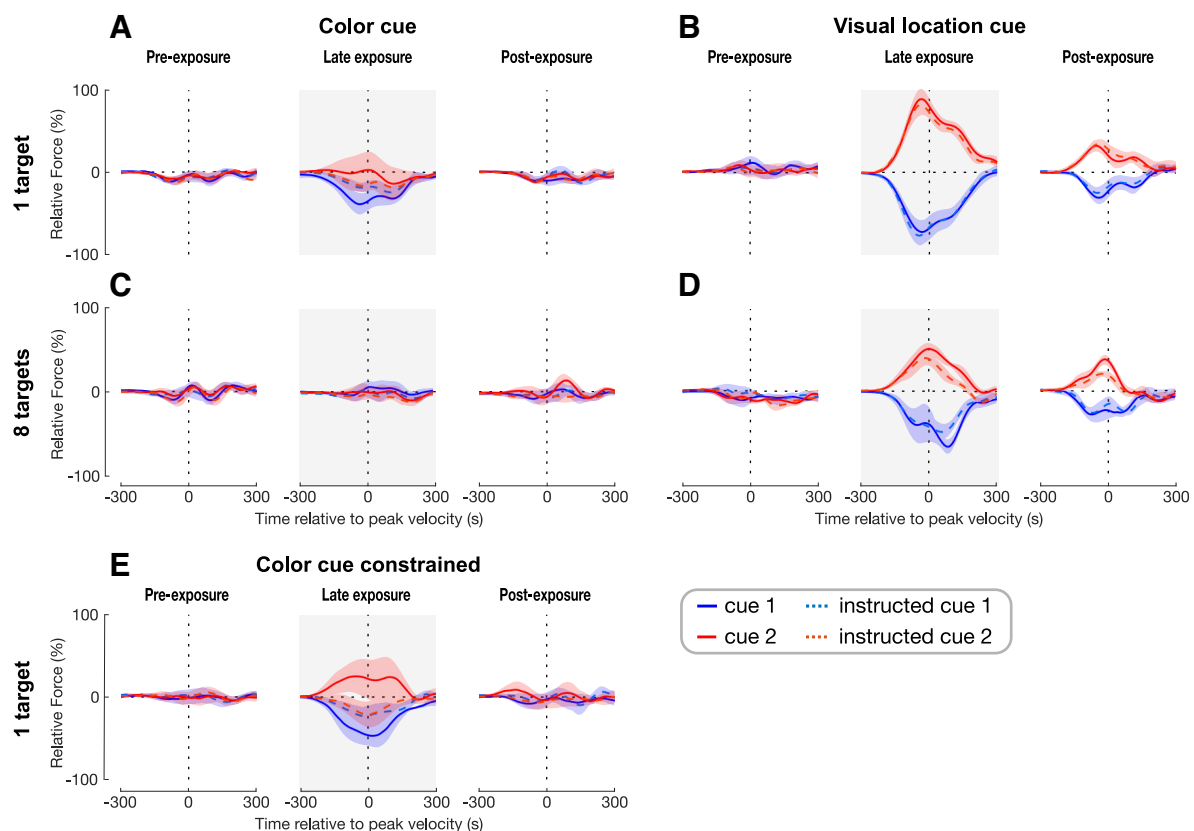 A
Color cue
B
Visual location cue
Pre-exposure
Late exposure
Post-exposure
Pre-exposure
Late exposure
Post-exposure
1 target
Relative Force (%)
100
0
-100
C
D
8 targets
Relative Force (%)
100
0
-100
-300 0 300
-300 0 300
-300 0 300
-300 0 300
-300 0 300
-300 0 300
Time relative to peak velocity (s)
Time relative to peak velocity (s)
E
Color cue constrained
Pre-exposure
Late exposure
Post-exposure
1 target
Relative Force (%)
100
0
-100
-300 0 300
-300 0 300
-300 0 300
Time relative to peak velocity (s)
cue 1
instructed cue 1
cue 2
instructed cue 2